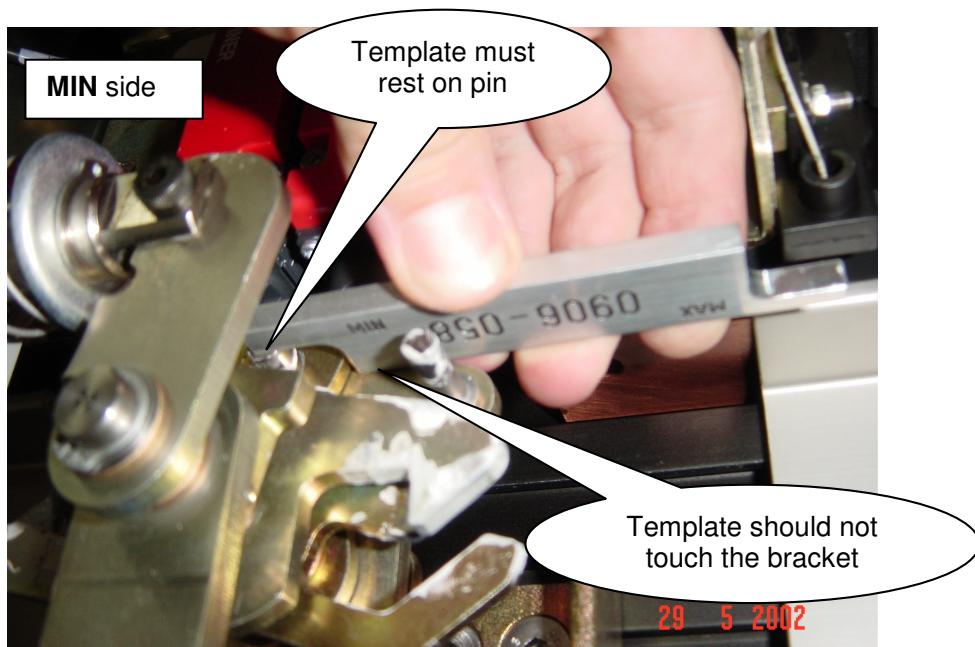 MIN side
Template must
rest on pin
MAX 0906-058 MIN
Template should not
touch the bracket
29 5 2002